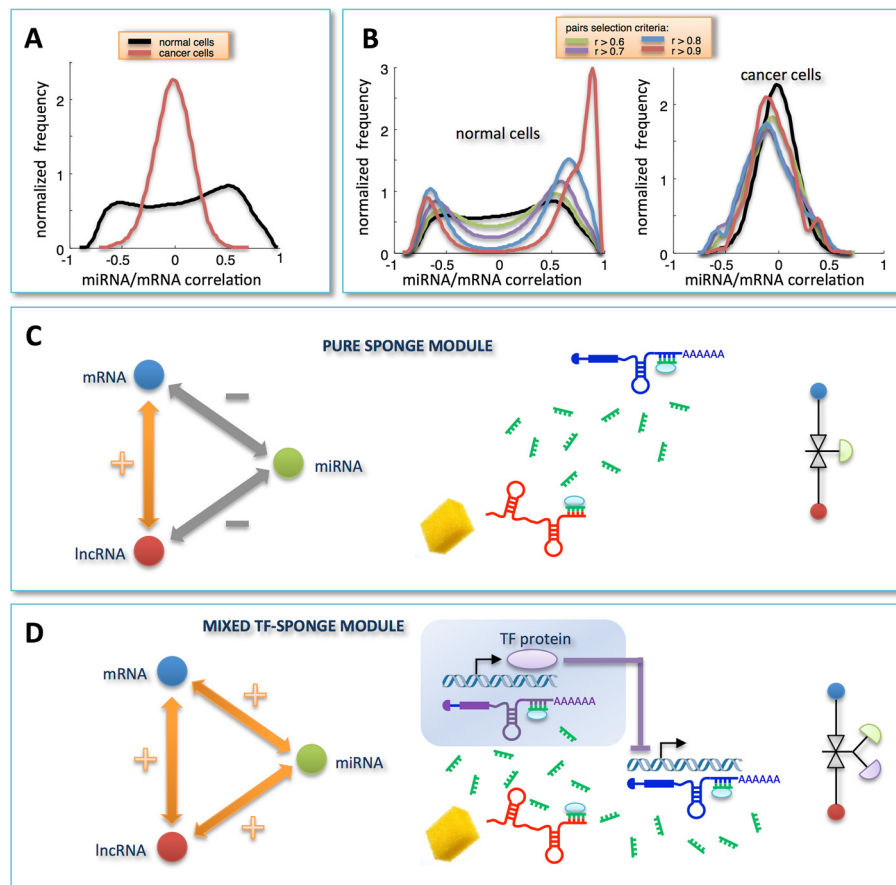 A
normal cells
cancer cells
normalized frequency
2
1
0
-1
-0.5
0
0.5
1
miRNA/mRNA correlation
B
pairs selection criteria:
r > 0.6
r > 0.8
r > 0.7
r > 0.9
normal cells
normalized frequency
3
2
1
0
-1
-0.5
0
0.5
1
miRNA/mRNA correlation
cancer cells
normalized frequency
2
1
0
-1
0
1
miRNA/mRNA correlation
C
PURE SPONGE MODULE
mRNA
miRNA
lncRNA
+
−
−
AAAAAA
D
MIXED TF-SPONGE MODULE
mRNA
miRNA
lncRNA
+
+
+
TF protein
AAAAAA
AAAAAA